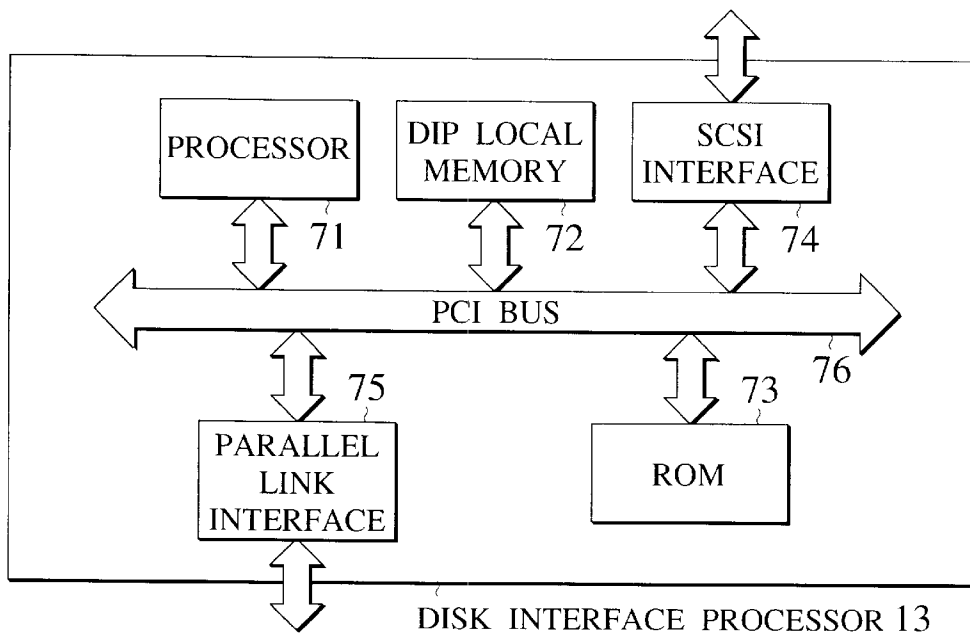 PROCESSOR
71
DIP LOCAL
MEMORY
72
SCSI
INTERFACE
74
PCI BUS
76
75
PARALLEL
LINK
INTERFACE
73
ROM
DISK INTERFACE PROCESSOR 13